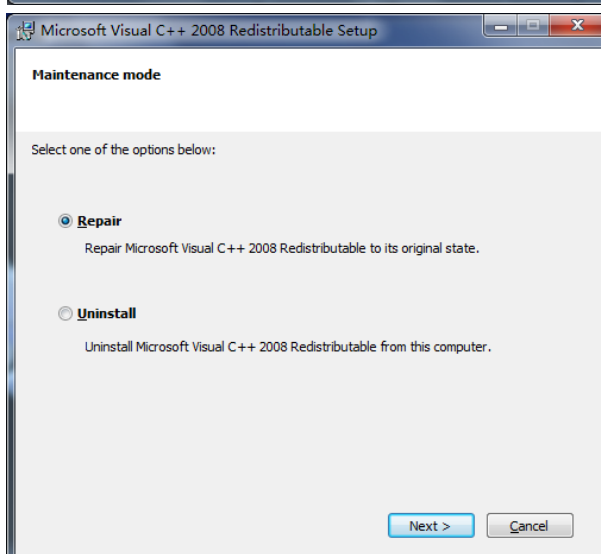 Microsoft Visual C++ 2008 Redistributable Setup
Maintenance mode
Select one of the options below:
Repair
Repair Microsoft Visual C++ 2008 Redistributable to its original state.
Uninstall
Uninstall Microsoft Visual C++ 2008 Redistributable from this computer.
Next > Cancel